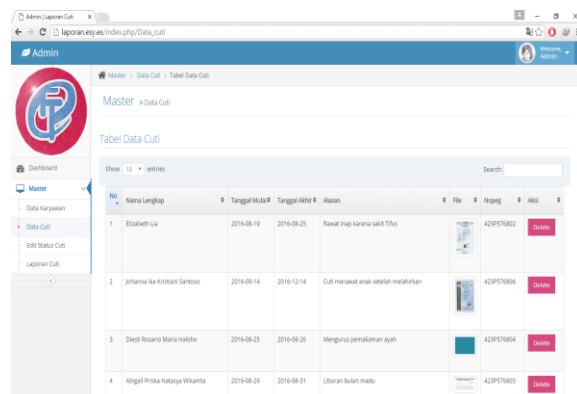 Admin | Laporan Cuti
laporan.esy.es/index.php/Data_cuti
Admin
Welcome, Admin
Master > Data Cuti > Tabel Data Cuti
Master » Data Cuti
Tabel Data Cuti
Dashboard
Master
Data Karyawan
Data Cuti
Edit Status Cuti
Laporan Cuti
Show 10 entries
Search:
No Nama Lengkap Tanggal Mulai Tanggal Akhir Alasan File Nopeg Aksi
1 Elizabeth Lia 2016-08-19 2016-08-25 Rawat inap karena sakit Tifus 423P576802 Delete
2 Johanna Ika Kristiani Santoso 2016-09-14 2016-12-14 Cuti merawat anak setelah melahirkan 423P576806 Delete
3 Diesti Rosario Maria Haloho 2016-08-25 2016-08-26 Mengurus pemakaman ayah 423P576804 Delete
4 Abigail Priska Natasya Wikamta 2016-08-29 2016-08-31 Liburan bulan madu 423P576805 Delete